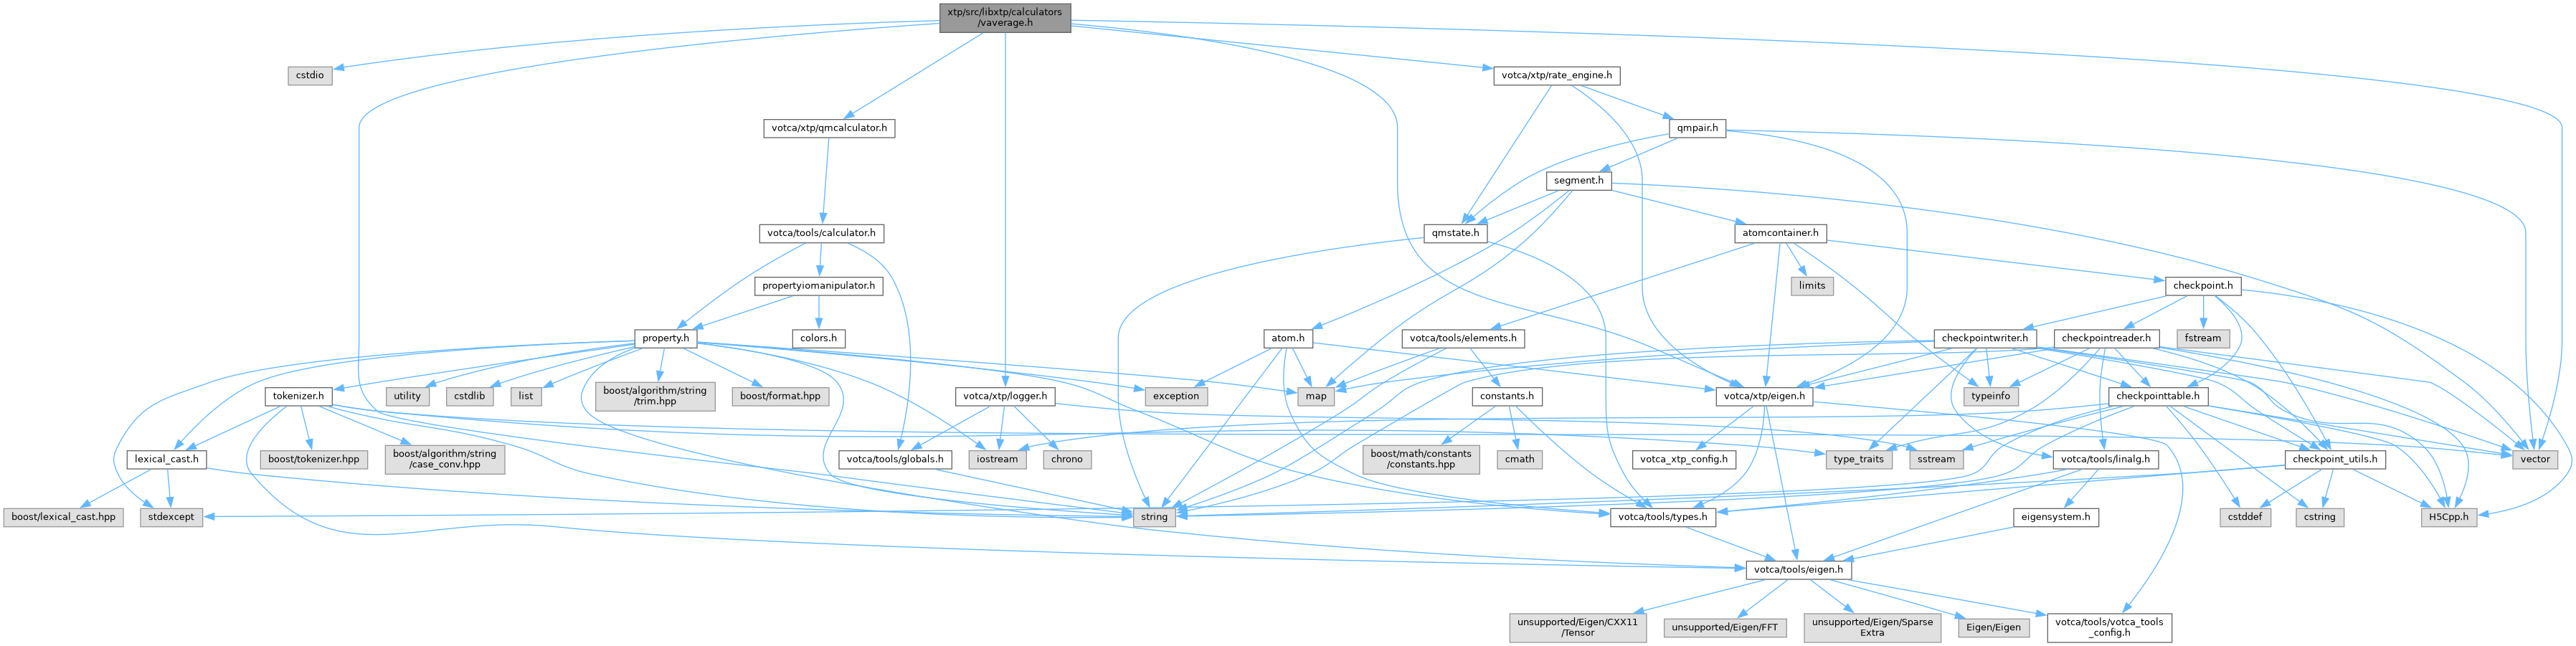 xtp/src/libxtp/calculators
/vaverage.h
cstdio
votca/xtp/rate_engine.h
votca/xtp/qmcalculator.h
qmpair.h
segment.h
votca/tools/calculator.h
qmstate.h
atomcontainer.h
propertyiomanipulator.h
limits
checkpoint.h
property.h
colors.h
atom.h
votca/tools/elements.h
checkpointwriter.h
checkpointreader.h
fstream
tokenizer.h
utility
cstdlib
list
boost/algorithm/string
/trim.hpp
boost/format.hpp
votca/xtp/logger.h
exception
map
constants.h
votca/xtp/eigen.h
typeinfo
checkpointtable.h
lexical_cast.h
boost/tokenizer.hpp
boost/algorithm/string
/case_conv.hpp
votca/tools/globals.h
iostream
chrono
boost/math/constants
/constants.hpp
cmath
votca_xtp_config.h
type_traits
sstream
votca/tools/linalg.h
checkpoint_utils.h
vector
boost/lexical_cast.hpp
stdexcept
string
votca/tools/types.h
eigensystem.h
cstddef
cstring
H5Cpp.h
votca/tools/eigen.h
unsupported/Eigen/CXX11
/Tensor
unsupported/Eigen/FFT
unsupported/Eigen/Sparse
Extra
Eigen/Eigen
votca/tools/votca_tools
_config.h